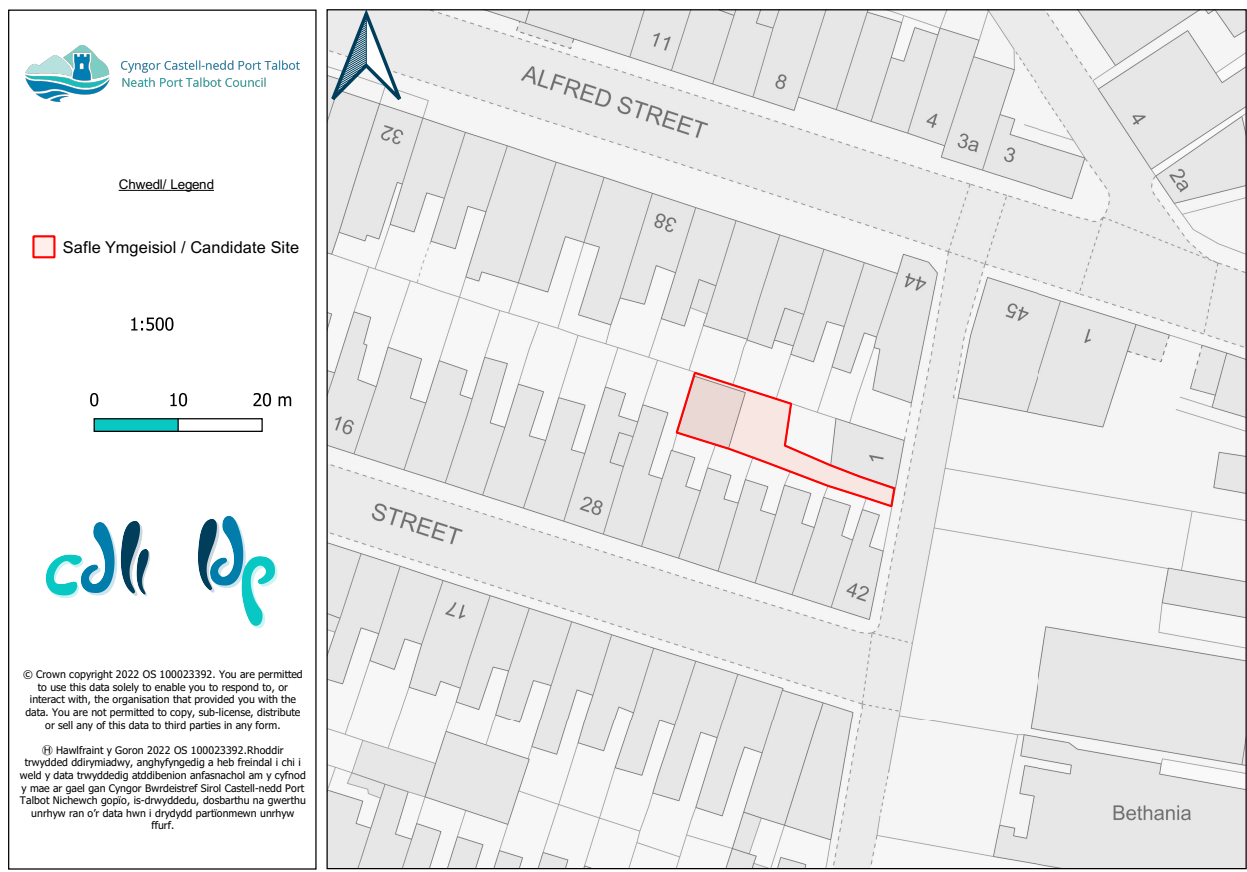 Cyngor Castell-nedd Port Talbot
Neath Port Talbot Council
Chwedl/ Legend
Safle Ymgeisiol / Candidate Site
1:500
0 10 20 m
cdll ldp
© Crown copyright 2022 OS 100023392. You are permitted
to use this data solely to enable you to respond to, or
interact with, the organisation that provided you with the
data. You are not permitted to copy, sub-license, distribute
or sell any of this data to third parties in any form.
Ⓗ Hawlfraint y Goron 2022 OS 100023392.Rhoddir
trwydded ddirymiadwy, anghyfyngedig a heb freindal i chi i
weld y data trwyddedig atddibenion anfasnachol am y cyfnod
y mae ar gael gan Cyngor Bwrdeistref Sirol Castell-nedd Port
Talbot Nichewch gopïo, is-drwyddedu, dosbarthu na gwerthu
unrhyw ran o'r data hwn i drydydd partïonmewn unrhyw
ffurf.
11
8
ALFRED STREET
4
3a
3
4
2a
32
38
44
45
1
16
28
1
STREET
42
17
Bethania